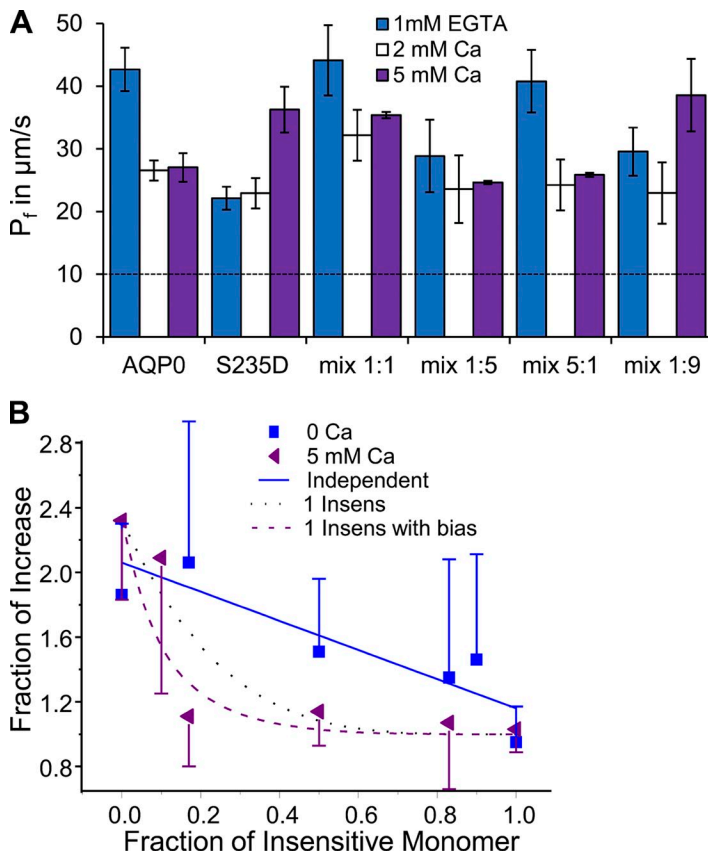 A
50
1mM EGTA
2 mM Ca
5 mM Ca
40
30
20
10
0
Pf in µm/s
AQP0 S235D mix 1:1 mix 1:5 mix 5:1 mix 1:9
B
2.8
0 Ca
5 mM Ca
Independent
1 Insens
1 Insens with bias
2.4
2.0
1.6
1.2
0.8
Fraction of Increase
0.0 0.2 0.4 0.6 0.8 1.0
Fraction of Insensitive Monomer